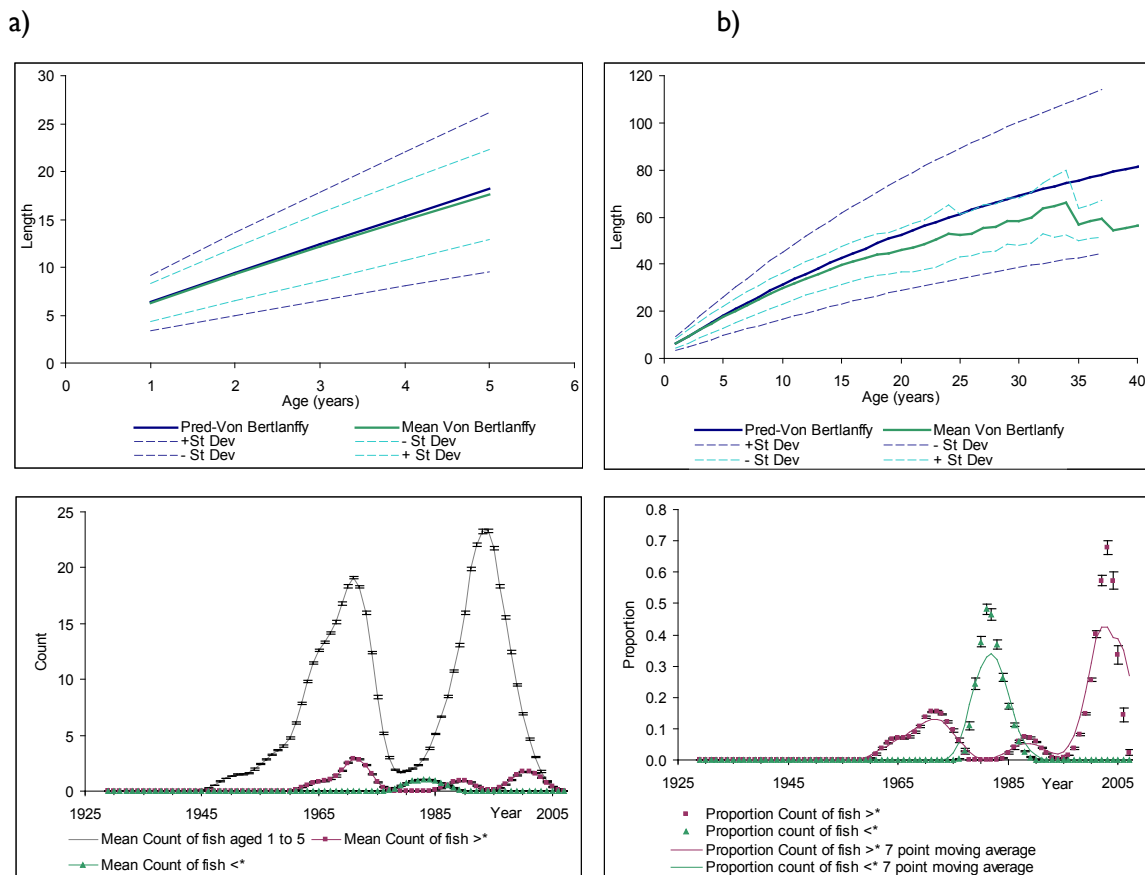 a)
b)
30
25
20
15
10
5
0
Length
0 1 2 3 4 5 6
Age (years)
Pred-Von Bertlanffy Mean Von Bertlanffy
+St Dev - St Dev
- St Dev + St Dev
120
100
80
60
40
20
0
Length
0 5 10 15 20 25 30 35 40
Age (years)
Pred-Von Bertlanffy Mean Von Bertlanffy
+St Dev - St Dev
- St Dev + St Dev
25
20
15
10
5
0
Count
1925 1945 1965 1985 Year 2005
Mean Count of fish aged 1 to 5 Mean Count of fish >*
Mean Count of fish <*
0.8
0.7
0.6
0.5
0.4
0.3
0.2
0.1
0.0
Proportion
1929 1945 1965 1985 Year 2005
Proportion Count of fish >*
Proportion count of fish <*
Proportion Count of fish >* 7 point moving average
Proportion count of fish <* 7 point moving average